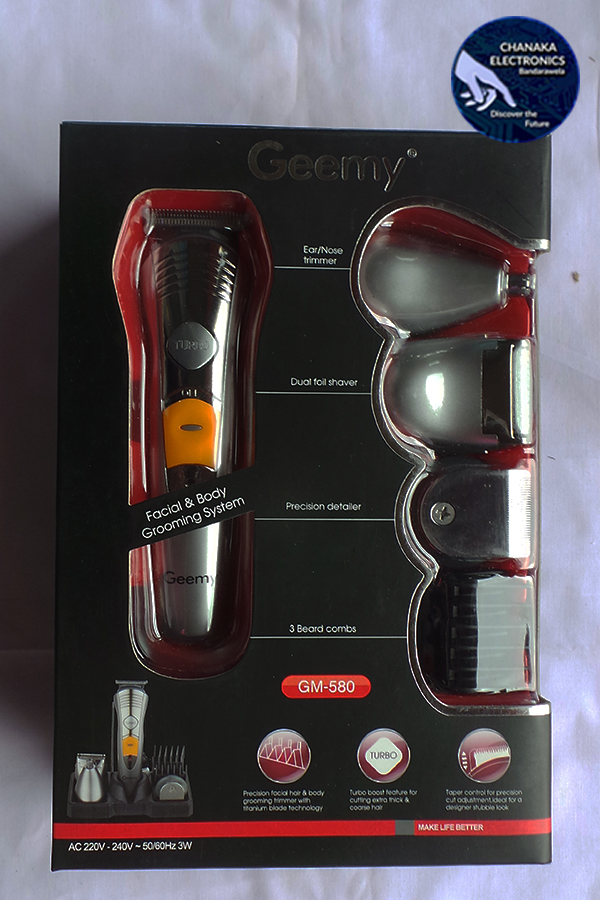 CHANAKA
ELECTRONICS
Bandarawela
Discover the
Future
Geemy®
Ear/Nose
trimmer
TURBO
Dual foil shaver
Precision detailer
Facial & Body
Grooming System
Geemy
3 Beard combs
GM-580
TURBO
Precision facial hair & body
grooming trimmer with
titanium blade technology
Turbo boost feature for
cutting extra thick &
coarse hair
Taper control for precision
cut adjustment,ideal for a
designer stubble look
MAKE LIFE BETTER
AC 220V - 240V ~ 50/60Hz 3W